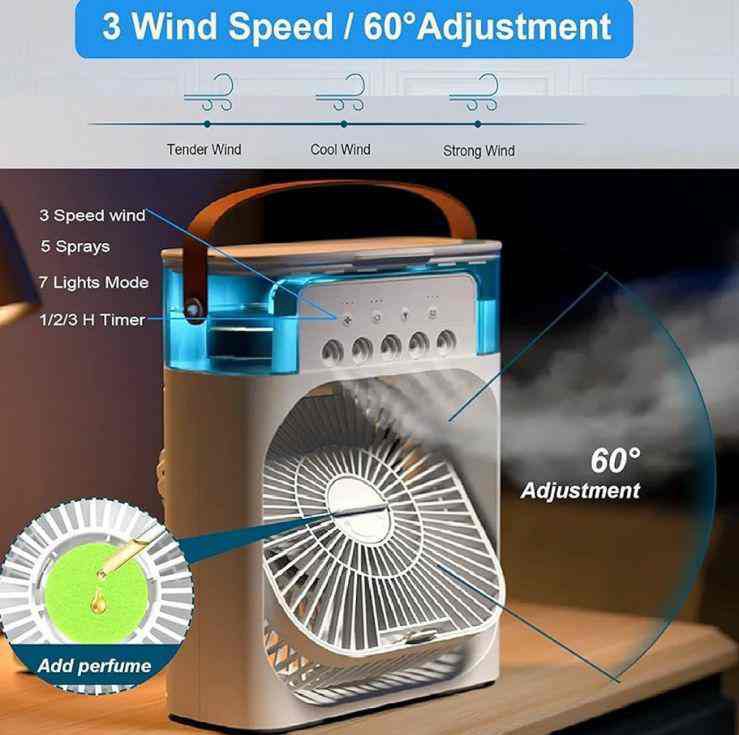 3 Wind Speed / 60°Adjustment
Tender Wind
Cool Wind
Strong Wind
3 Speed wind
5 Sprays
7 Lights Mode
1/2/3 H Timer
60°
Adjustment
Add perfume